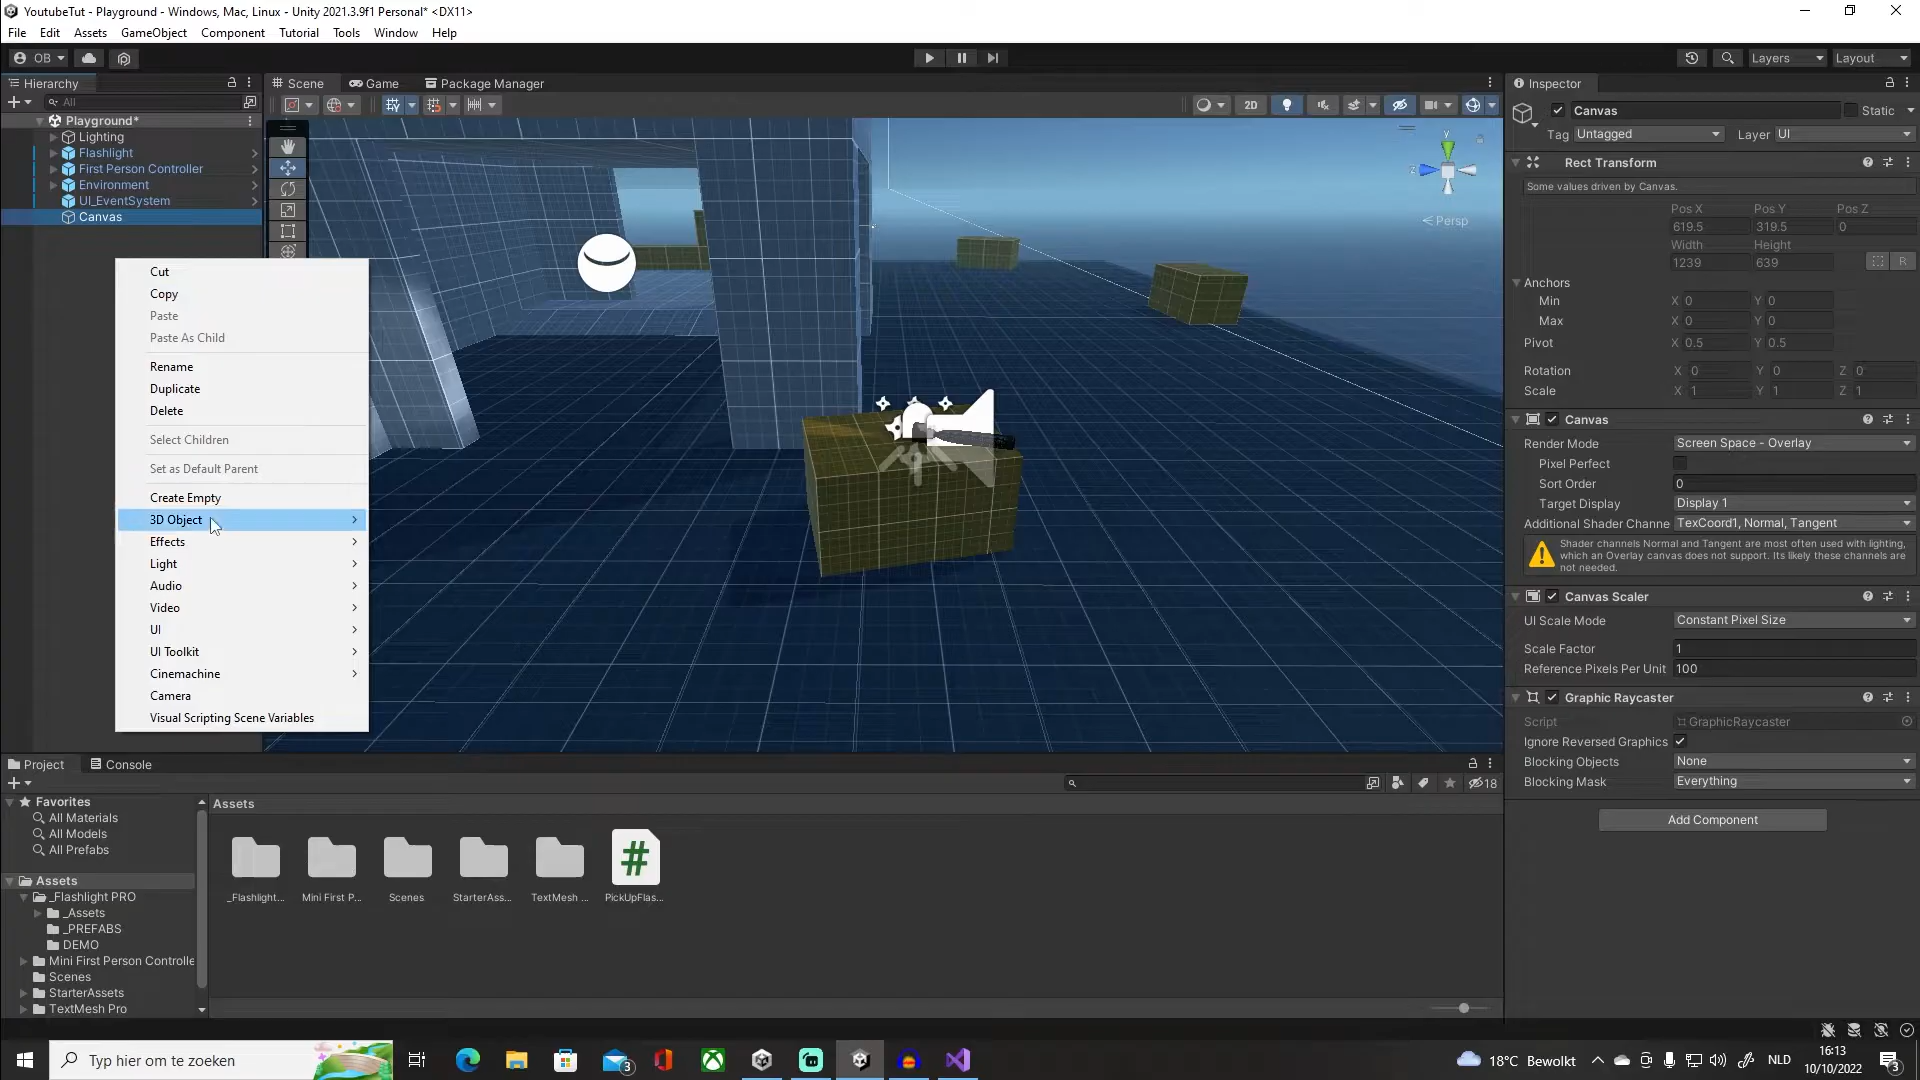 YoutubeTut - Playground - Windows, Mac, Linux - Unity 2021.3.9f1 Personal* <DX11>
File Edit Assets GameObject Component Tutorial Tools Window Help
OB Layers Layout
Hierarchy Scene Game Package Manager Inspector
All 2D
Playground*
Lighting
Flashlight
First Person Controller
Environment
UI_EventSystem
Canvas
Cut
Copy
Paste
Paste As Child
Rename
Duplicate
Delete
Select Children
Set as Default Parent
Create Empty
3D Object
Effects
Light
Audio
Video
UI
UI Toolkit
Cinemachine
Camera
Visual Scripting Scene Variables
y
z
< Persp
Canvas Static
Tag Untagged Layer UI
Rect Transform
Some values driven by Canvas.
Pos X Pos Y Pos Z
619.5 319.5 0
Width Height
1239 639 R
Anchors
Min X 0 Y 0
Max X 0 Y 0
Pivot X 0.5 Y 0.5
Rotation X 0 Y 0 Z 0
Scale X 1 Y 1 Z 1
Canvas
Render Mode Screen Space - Overlay
Pixel Perfect
Sort Order 0
Target Display Display 1
Additional Shader Channe TexCoord1, Normal, Tangent
Shader channels Normal and Tangent are most often used with lighting,
which an Overlay canvas does not support. Its likely these channels are
not needed.
Canvas Scaler
UI Scale Mode Constant Pixel Size
Scale Factor 1
Reference Pixels Per Unit 100
Graphic Raycaster
Script GraphicRaycaster
Ignore Reversed Graphics
Blocking Objects None
Blocking Mask Everything
Add Component
Project Console
18
Favorites
All Materials
All Models
All Prefabs
Assets
_Flashlight PRO
_Assets
_PREFABS
DEMO
Mini First Person Controlle
Scenes
StarterAssets
TextMesh Pro
Assets
#
_Flashlight... Mini First P... Scenes StarterAss... TextMesh ... PickUpFlas...
Typ hier om te zoeken
3
18°C Bewolkt
NLD
16:13
10/10/2022
3